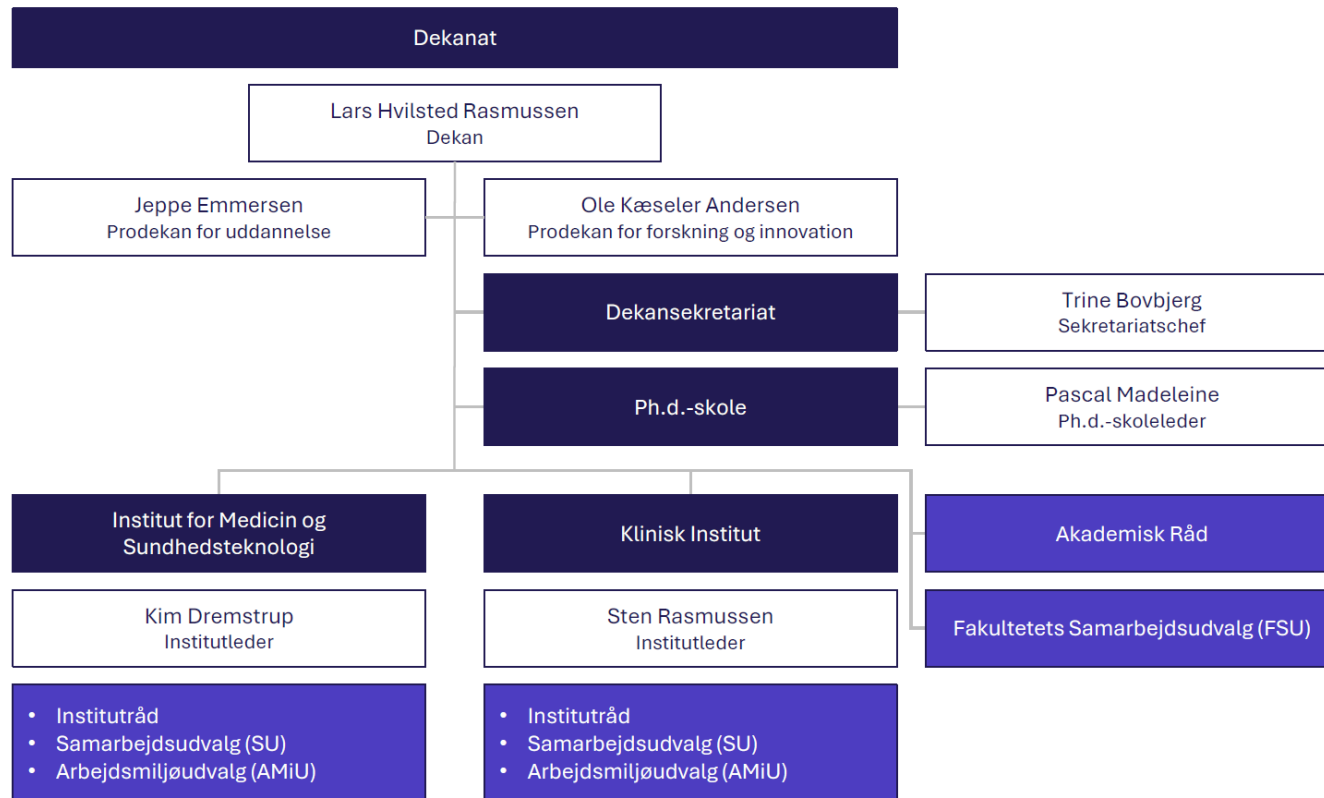 Dekanat
Lars Hvilsted Rasmussen
Dekan
Jeppe Emmersen
Prodekan for uddannelse
Ole Kæseler Andersen
Prodekan for forskning og innovation
Dekansekretariat
Trine Bovbjerg
Sekretariatschef
Ph.d.-skole
Pascal Madeleine
Ph.d.-skoleleder
Institut for Medicin og
Sundhedsteknologi
Klinisk Institut
Akademisk Råd
Kim Dremstrup
Institutleder
Sten Rasmussen
Institutleder
Fakultetets Samarbejdsudvalg (FSU)
• Institutråd
• Samarbejdsudvalg (SU)
• Arbejdsmiljøudvalg (AMiU)
• Institutråd
• Samarbejdsudvalg (SU)
• Arbejdsmiljøudvalg (AMiU)